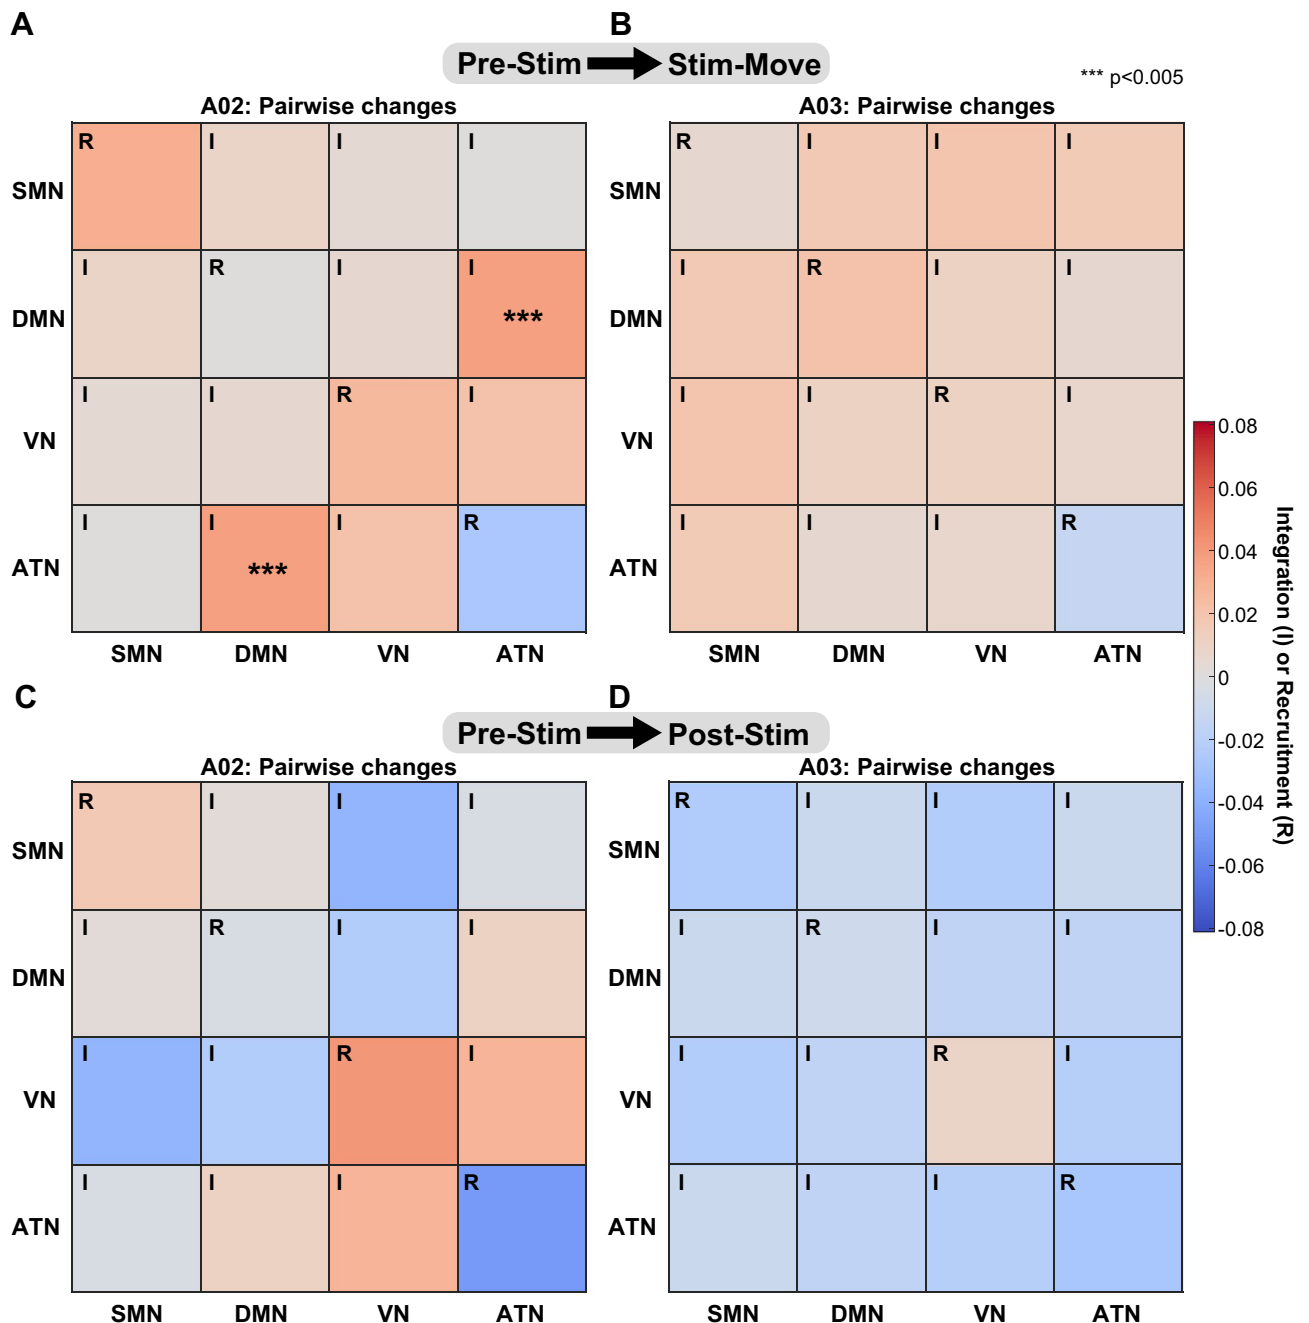 A
B
Pre-Stim Stim-Move
*** p<0.005
A02: Pairwise changes
A03: Pairwise changes
SMN R I I I
DMN I R I I ***
VN I I R I
ATN I I *** I R
SMN DMN VN ATN
SMN R I I I
DMN I R I I
VN I I R I
ATN I I I R
SMN DMN VN ATN
0.08
0.06
0.04
0.02
0
-0.02
-0.04
-0.06
-0.08
Integration (I) or Recruitment (R)
C
D
Pre-Stim Post-Stim
A02: Pairwise changes
A03: Pairwise changes
SMN R I I I
DMN I R I I
VN I I R I
ATN I I I R
SMN DMN VN ATN
SMN R I I I
DMN I R I I
VN I I R I
ATN I I I R
SMN DMN VN ATN